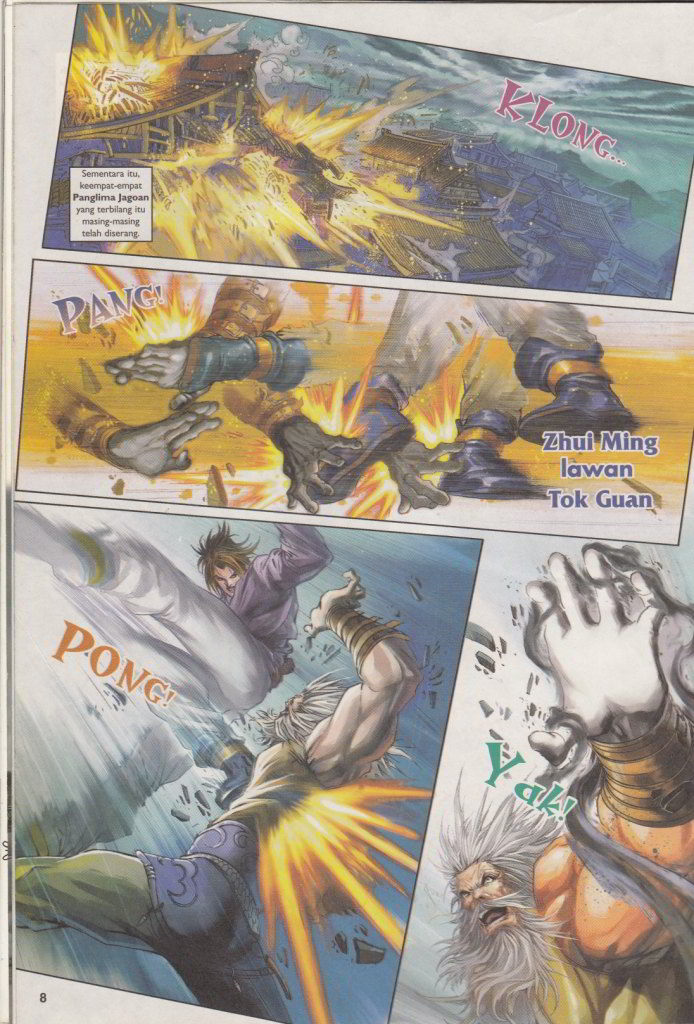 KLONG...
Sementara itu,
keempat-empat
Panglima Jagoan
yang terbilang itu
masing-masing
telah diserang.
PANG!
Zhui Ming
lawan
Tok Guan
PONG!
Yak!
8